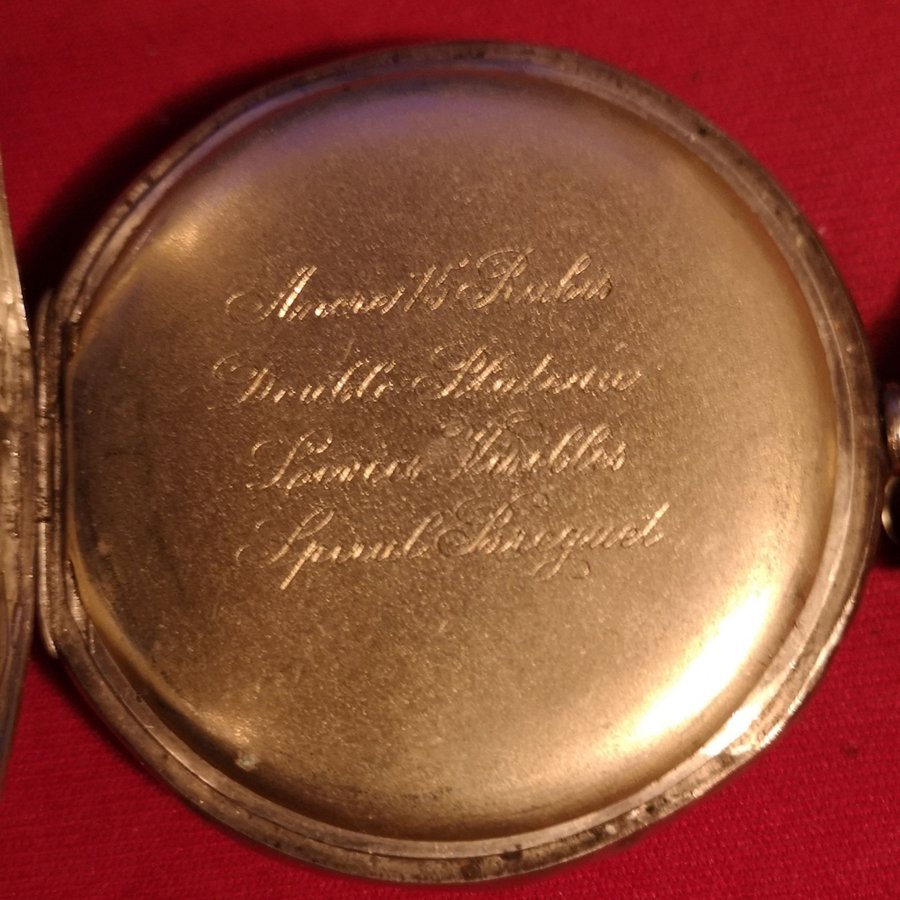 Ancre 15 Rubis
Double Plateau
Levées Visibles
Spiral Breguet